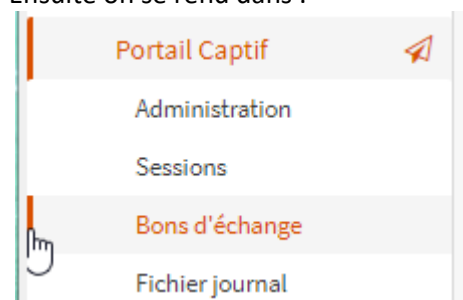 Ensuite on se rend dans :
Portail Captif
Administration
Sessions
Bons d'échange
Fichier journal